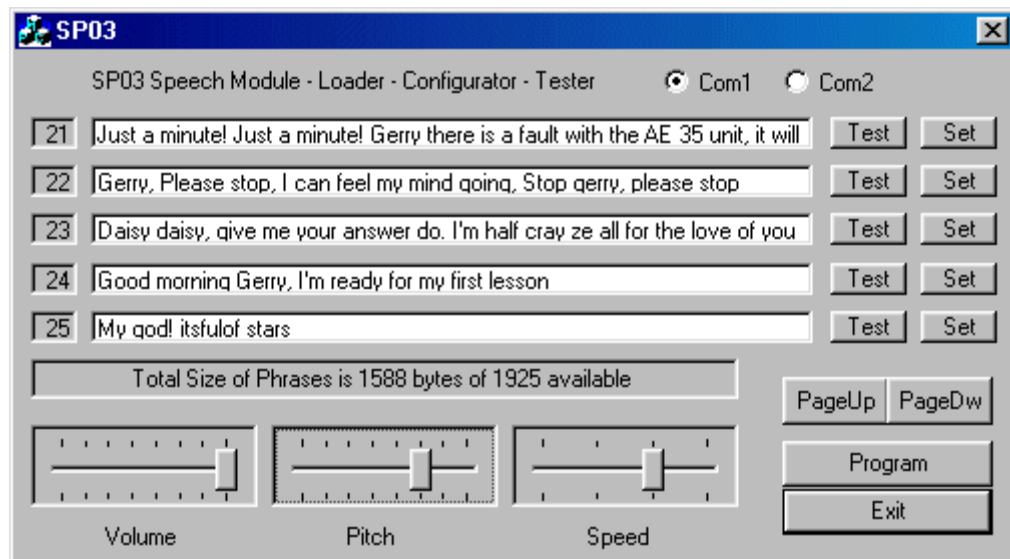 SP03
SP03 Speech Module - Loader - Configurator - Tester Com1 Com2
21 Just a minute! Just a minute! Gerry there is a fault with the AE 35 unit, it will Test Set
22 Gerry, Please stop, I can feel my mind going, Stop gerry, please stop Test Set
23 Daisy daisy, give me your answer do. I'm half cray ze all for the love of you Test Set
24 Good morning Gerry, I'm ready for my first lesson Test Set
25 My god! itsfulof stars Test Set
Total Size of Phrases is 1588 bytes of 1925 available
PageUp PageDw
Program
Exit
Volume Pitch Speed